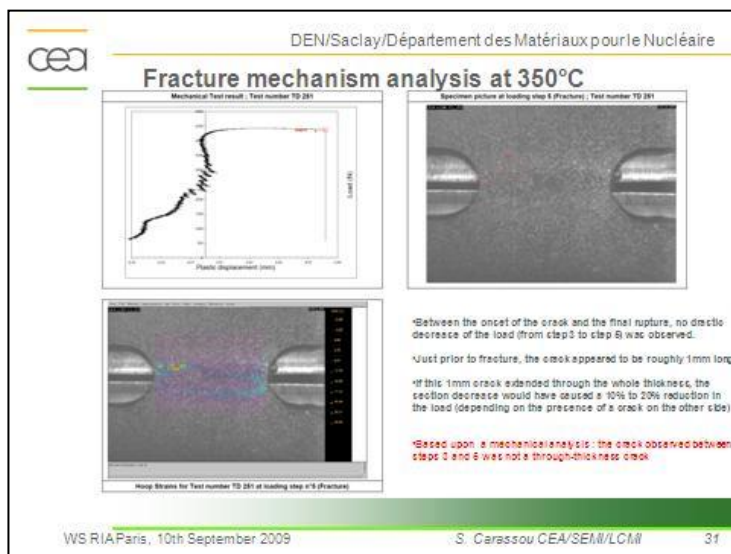 DEN/Saclay/Département des Matériaux pour le Nucléaire
cea
Fracture mechanism analysis at 350°C
Mechanical Test result ; Test number TD 281
Load (N)
Plastic displacement (mm)
Specimen picture at loading step 6 (Fracture) ; Test number TD 281
Hoop Strains for Test number TD 281 at loading step n°6 (Fracture)
•Between the onset of the crack and the final rupture, no drastic
decrease of the load (from step 3 to step 6) was observed.
•Just prior to fracture, the crack appeared to be roughly 1mm long
•If this 1mm crack extended through the whole thickness, the
section decrease would have caused a 10% to 20% reduction in
the load (depending on the presence of a crack on the other side)
•Based upon a mechanical analysis : the crack observed between
steps 3 and 6 was not a through-thickness crack
WS RIA Paris, 10th September 2009
S. Carassou CEA/SEMI/LCMI
31